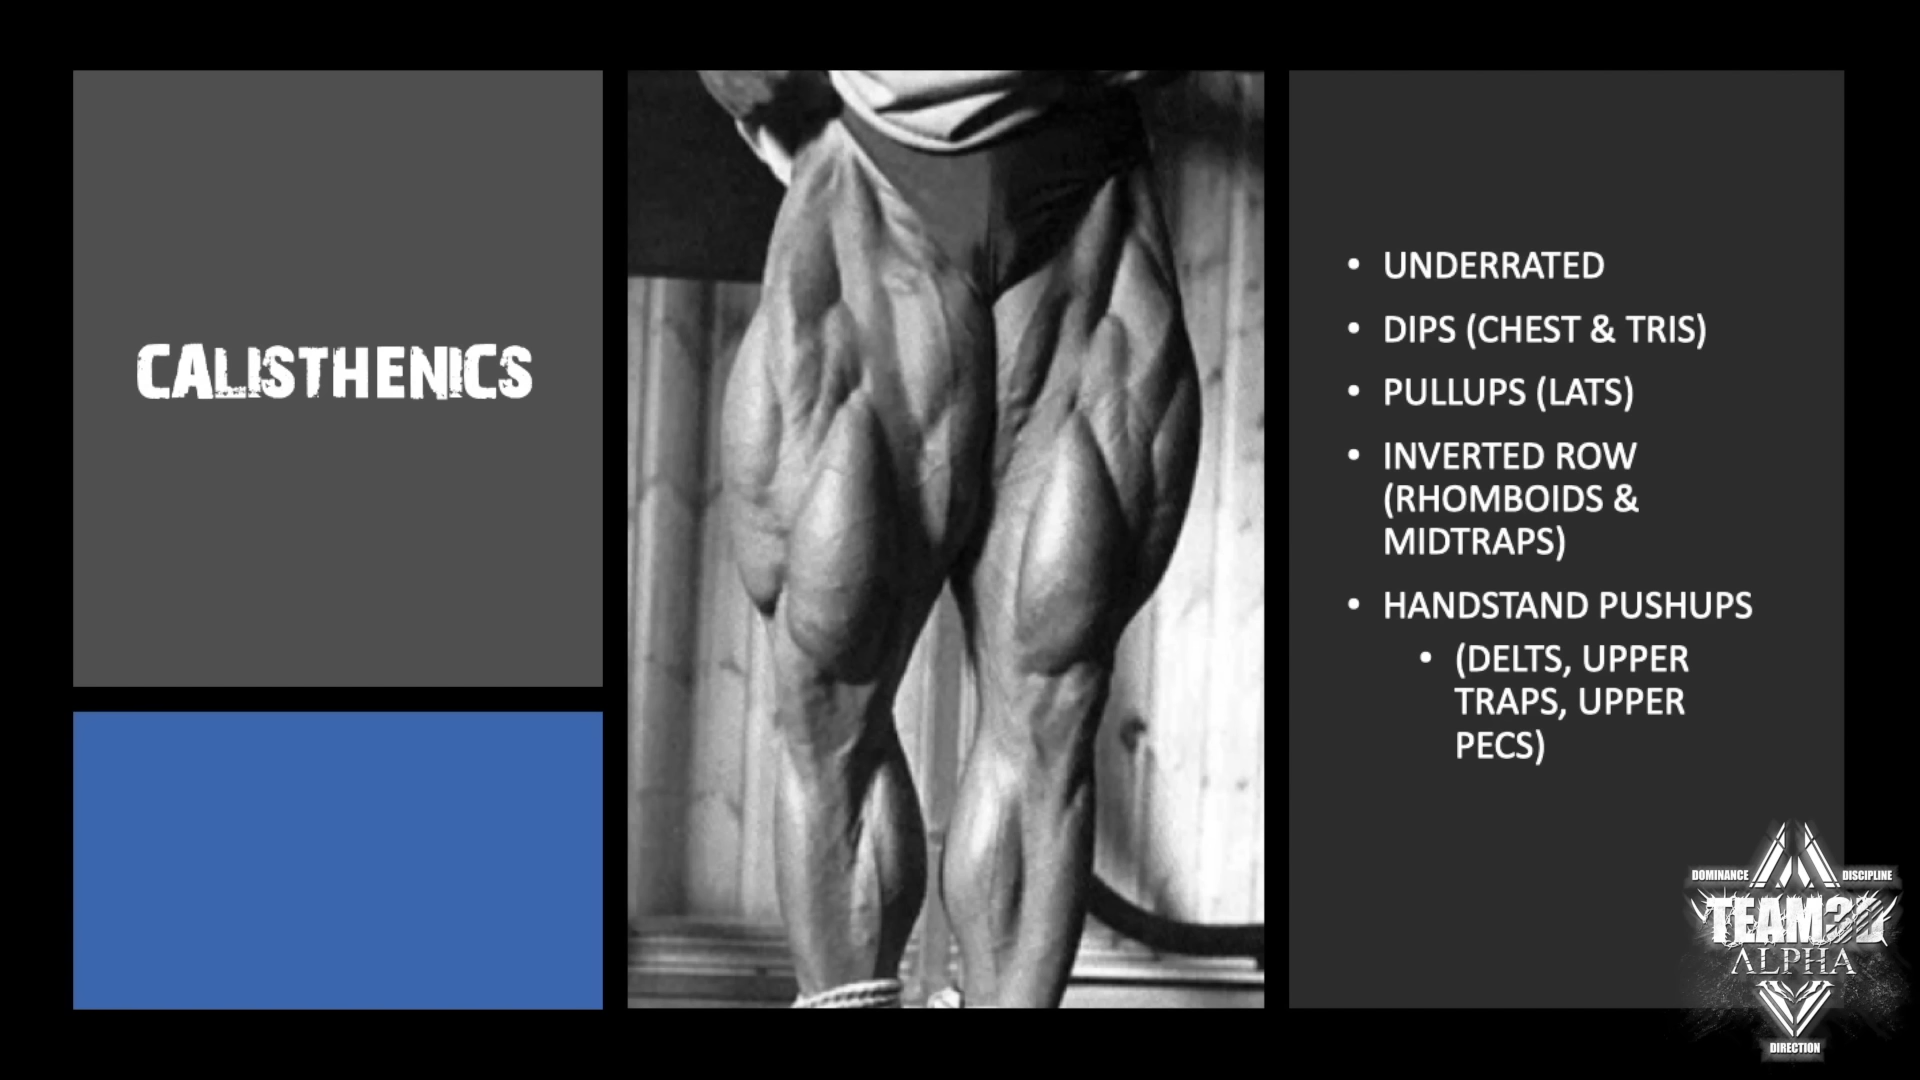 CALISTHENICS
• UNDERRATED
• DIPS (CHEST & TRIS)
• PULLUPS (LATS)
• INVERTED ROW
(RHOMBOIDS &
MIDTRAPS)
• HANDSTAND PUSHUPS
• (DELTS, UPPER
TRAPS, UPPER
PECS)
DOMINANCE DISCIPLINE
TEAM3D
ALPHA
DIRECTION